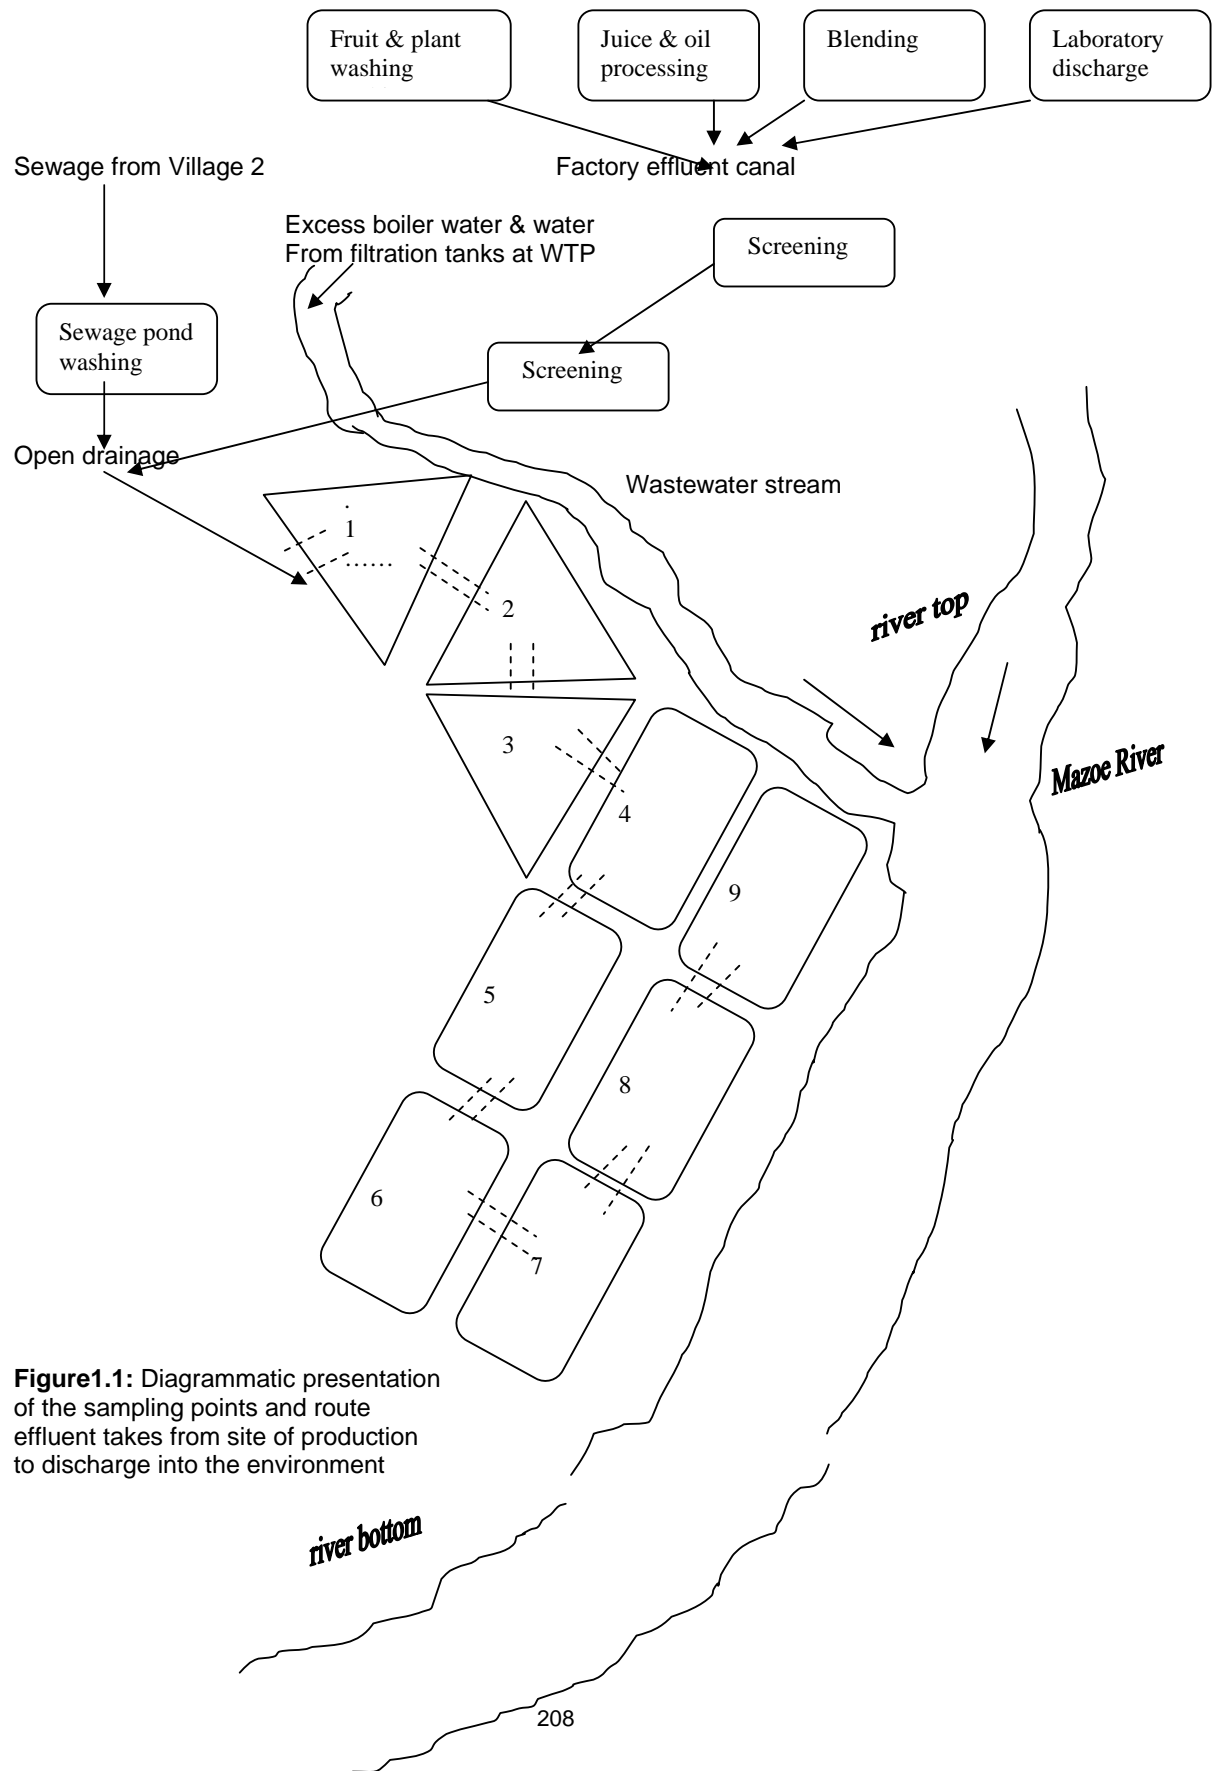 Fruit & plant
washing
Juice & oil
processing
Blending
Laboratory
discharge
Sewage from Village 2
Factory effluent canal
Excess boiler water & water
From filtration tanks at WTP
Screening
Sewage pond
washing
Screening
Open drainage
Wastewater stream
1
2
river top
3
Mazoe River
4
9
5
8
6
7
Figure1.1: Diagrammatic presentation
of the sampling points and route
effluent takes from site of production
to discharge into the environment
river bottom
208